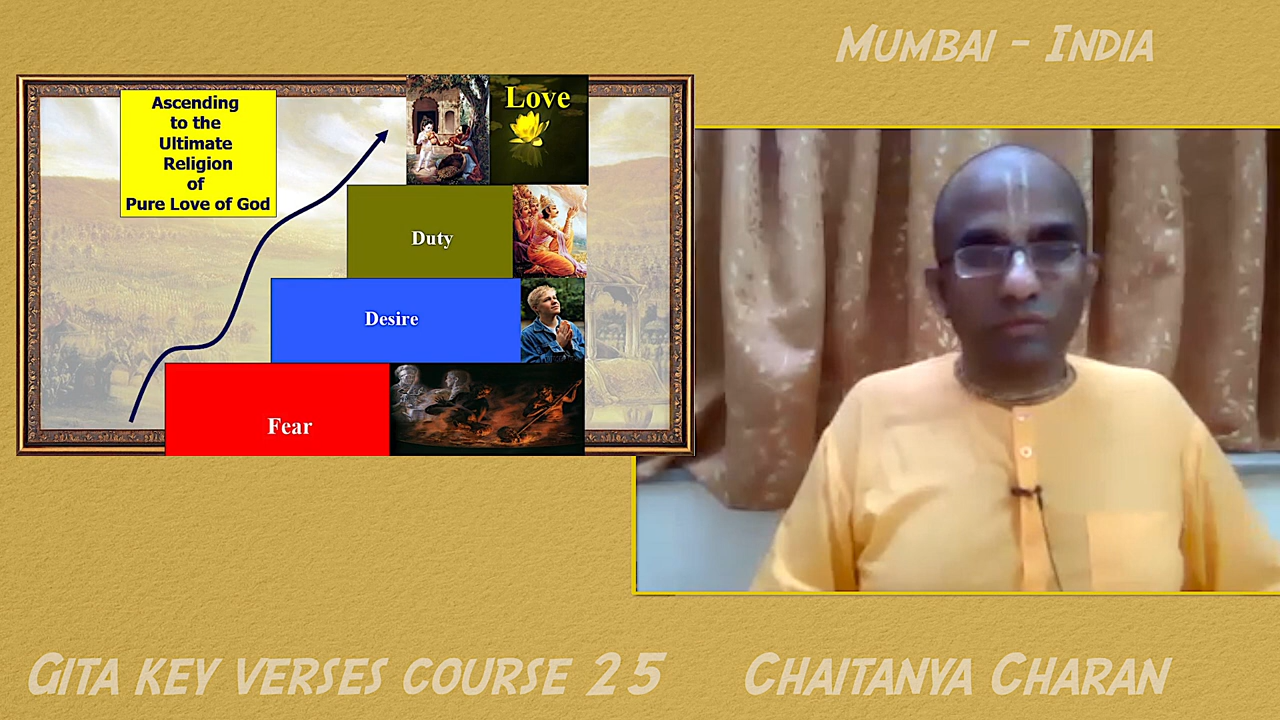 Mumbai - India
Ascending
to the
Ultimate
Religion
of
Pure Love of God
Love
Duty
Desire
Fear
Gita key verses course 25
Chaitanya Charan